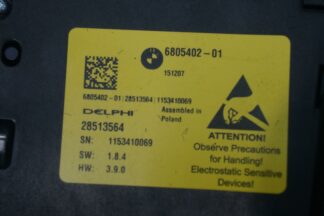 6805402-01
151207
6805402-01:28513564:1153410069
DELPHI
Assembled in
Poland
28513564
SN: 1153410069
SW: 1.8.4
HW: 3.9.0
ATTENTION!
Observe Precautions
for Handling!
Electrostatic Sensitive
Devices!